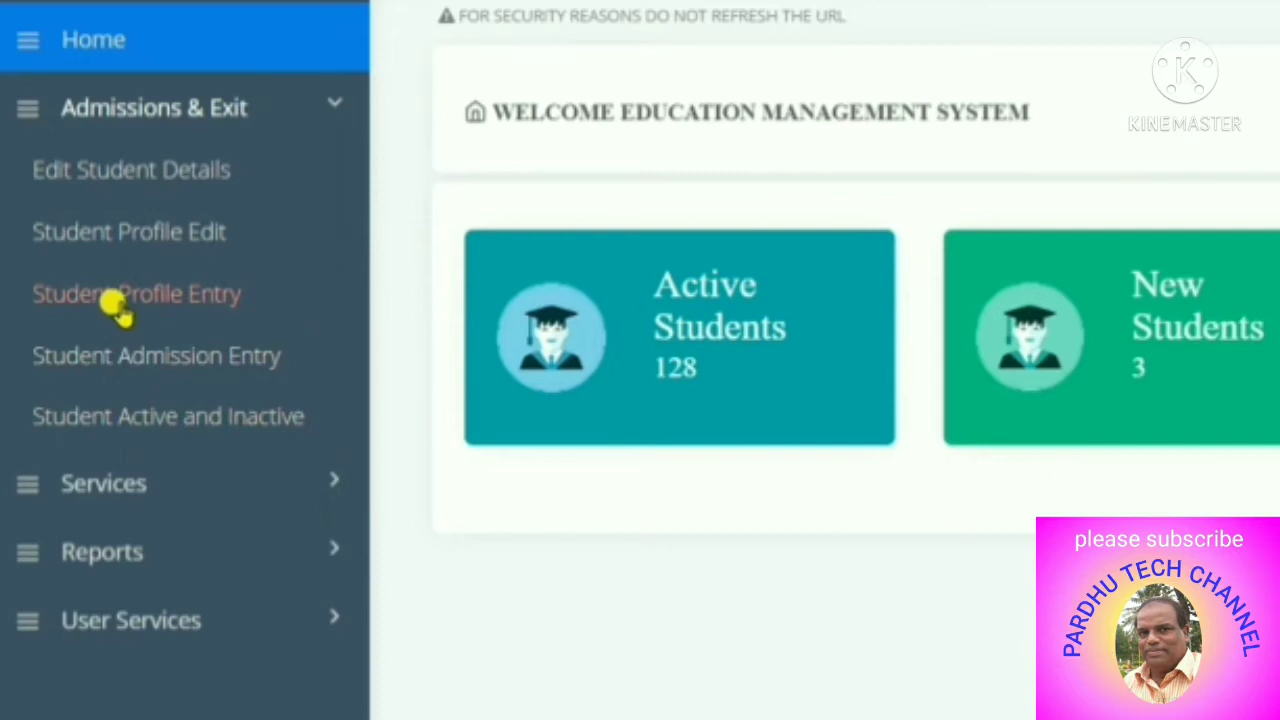 FOR SECURITY REASONS DO NOT REFRESH THE URL
Home
Admissions & Exit
Edit Student Details
Student Profile Edit
Student Profile Entry
Student Admission Entry
Student Active and Inactive
Services
Reports
User Services
WELCOME EDUCATION MANAGEMENT SYSTEM
Active
Students
128
New
Students
3
K
KINEMASTER
please subscribe
PARDHU TECH CHANNEL